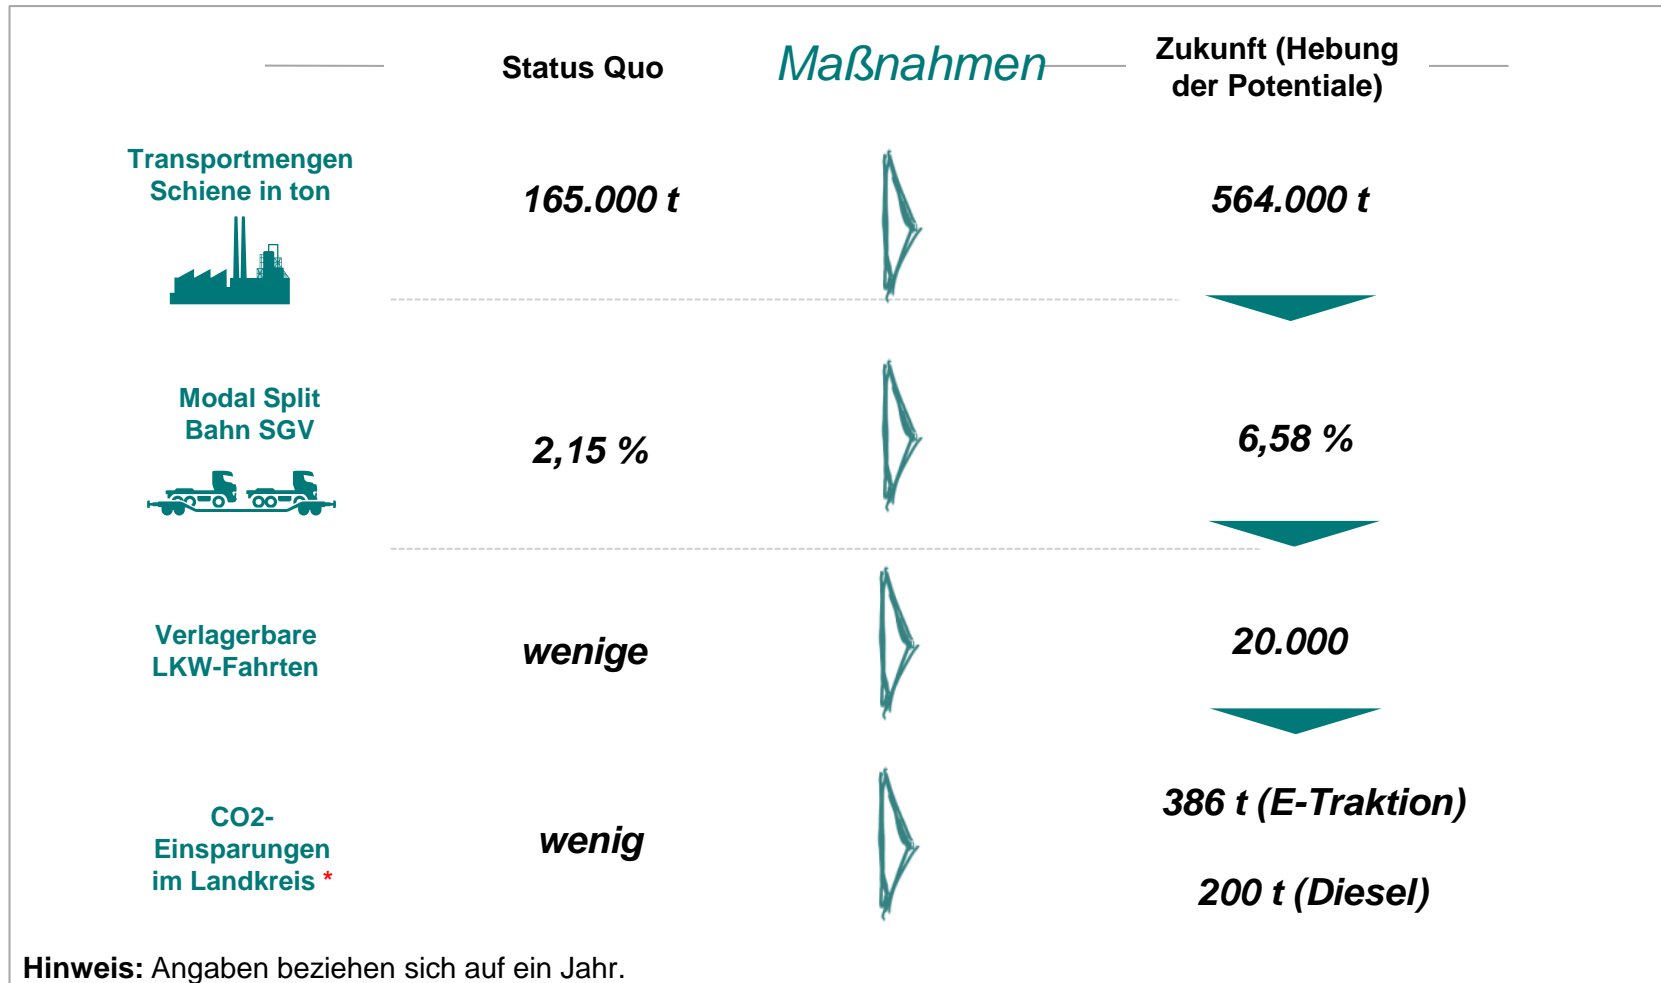 Status Quo
Maßnahmen
Zukunft (Hebung
der Potentiale)
Transportmengen
Schiene in ton
165.000 t
564.000 t
Modal Split
Bahn SGV
2,15 %
6,58 %
Verlagerbare
LKW-Fahrten
wenige
20.000
CO2-
Einsparungen
im Landkreis *
wenig
386 t (E-Traktion)
200 t (Diesel)
Hinweis: Angaben beziehen sich auf ein Jahr.